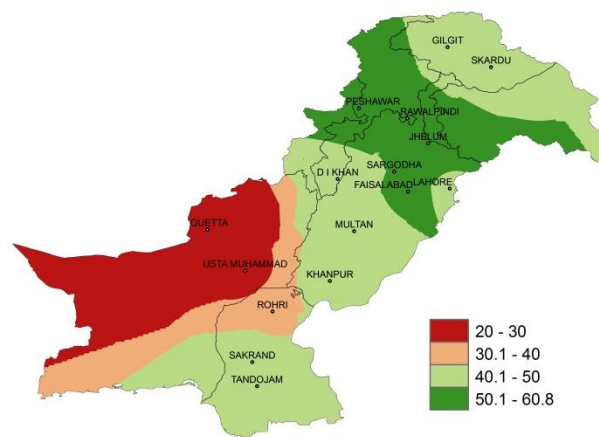 GILGIT
SKARDU
PESHAWAR
RAWALPINDI
JHELUM
SARGODHA
D I KHAN
FAISALABAD
LAHORE
QUETTA
MULTAN
USTA MUHAMMAD
KHANPUR
ROHRI
SAKRAND
TANDOJAM
20 - 30
30.1 - 40
40.1 - 50
50.1 - 60.8